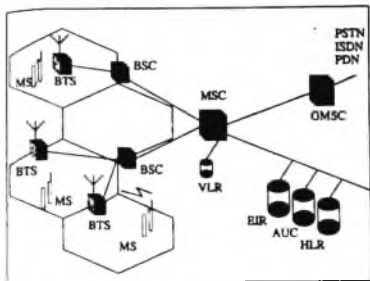 PSTN
ISDN
PDN
BSC
MS
BTS
MSC
GMSC
BTS
BSC
VLR
MS
BTS
MS
EIR
AUC
HLR